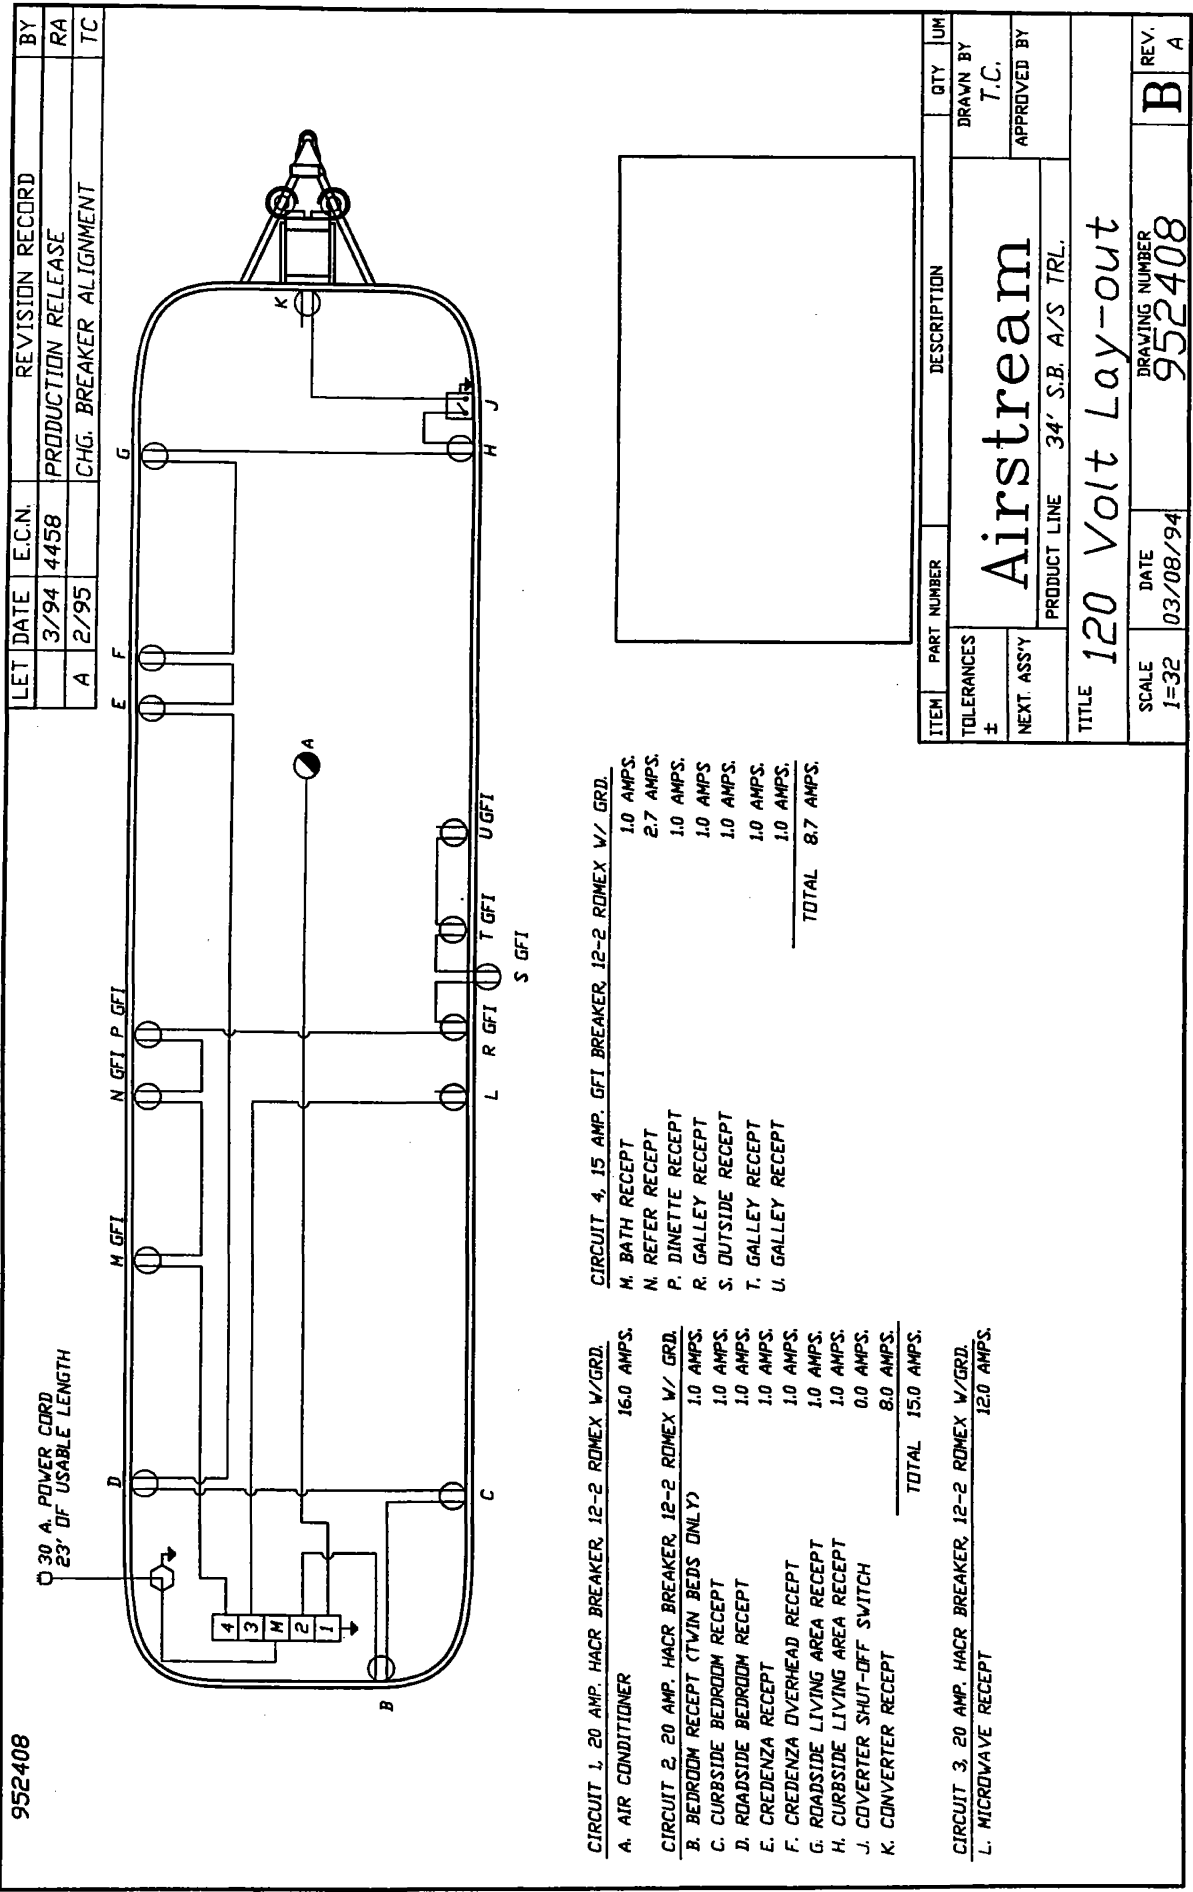 952408
LET DATE E.C.N. REVISION RECORD BY
3/94 4458 PRODUCTION RELEASE RA
A 2/95 CHG. BREAKER ALIGNMENT TC
30 A. POWER CORD
23' OF USABLE LENGTH
D
M GFI
N GFI
P GFI
E
F
G
4
3
M
2
1
A
K
B
C
L
R GFI
S GFI
T GFI
U GFI
H
J
CIRCUIT 1, 20 AMP. HACR BREAKER, 12-2 ROMEX W/GRD.
A. AIR CONDITIONER 16.0 AMPS.
CIRCUIT 2, 20 AMP. HACR BREAKER, 12-2 ROMEX W/ GRD.
B. BEDROOM RECEPT (TWIN BEDS ONLY) 1.0 AMPS.
C. CURBSIDE BEDROOM RECEPT 1.0 AMPS.
D. ROADSIDE BEDROOM RECEPT 1.0 AMPS.
E. CREDENZA RECEPT 1.0 AMPS.
F. CREDENZA OVERHEAD RECEPT 1.0 AMPS.
G. ROADSIDE LIVING AREA RECEPT 1.0 AMPS.
H. CURBSIDE LIVING AREA RECEPT 1.0 AMPS.
J. COVERTER SHUT-OFF SWITCH 0.0 AMPS.
K. CONVERTER RECEPT 8.0 AMPS.
TOTAL 15.0 AMPS.
CIRCUIT 3, 20 AMP. HACR BREAKER, 12-2 ROMEX W/GRD.
L. MICROWAVE RECEPT 12.0 AMPS.
CIRCUIT 4, 15 AMP. GFI BREAKER, 12-2 ROMEX W/ GRD.
M. BATH RECEPT 1.0 AMPS.
N. REFER RECEPT 2.7 AMPS.
P. DINETTE RECEPT 1.0 AMPS.
R. GALLEY RECEPT 1.0 AMPS
S. OUTSIDE RECEPT 1.0 AMPS.
T. GALLEY RECEPT 1.0 AMPS.
U. GALLEY RECEPT 1.0 AMPS.
TOTAL 8.7 AMPS.
ITEM PART NUMBER DESCRIPTION QTY UM
TOLERANCES
±
NEXT ASS'Y
Airstream
PRODUCT LINE 34' S.B. A/S TRL.
DRAWN BY
T.C.
APPROVED BY
TITLE 120 Volt Lay-out
SCALE
1=32
DATE
03/08/94
DRAWING NUMBER
952408
B
REV.
A